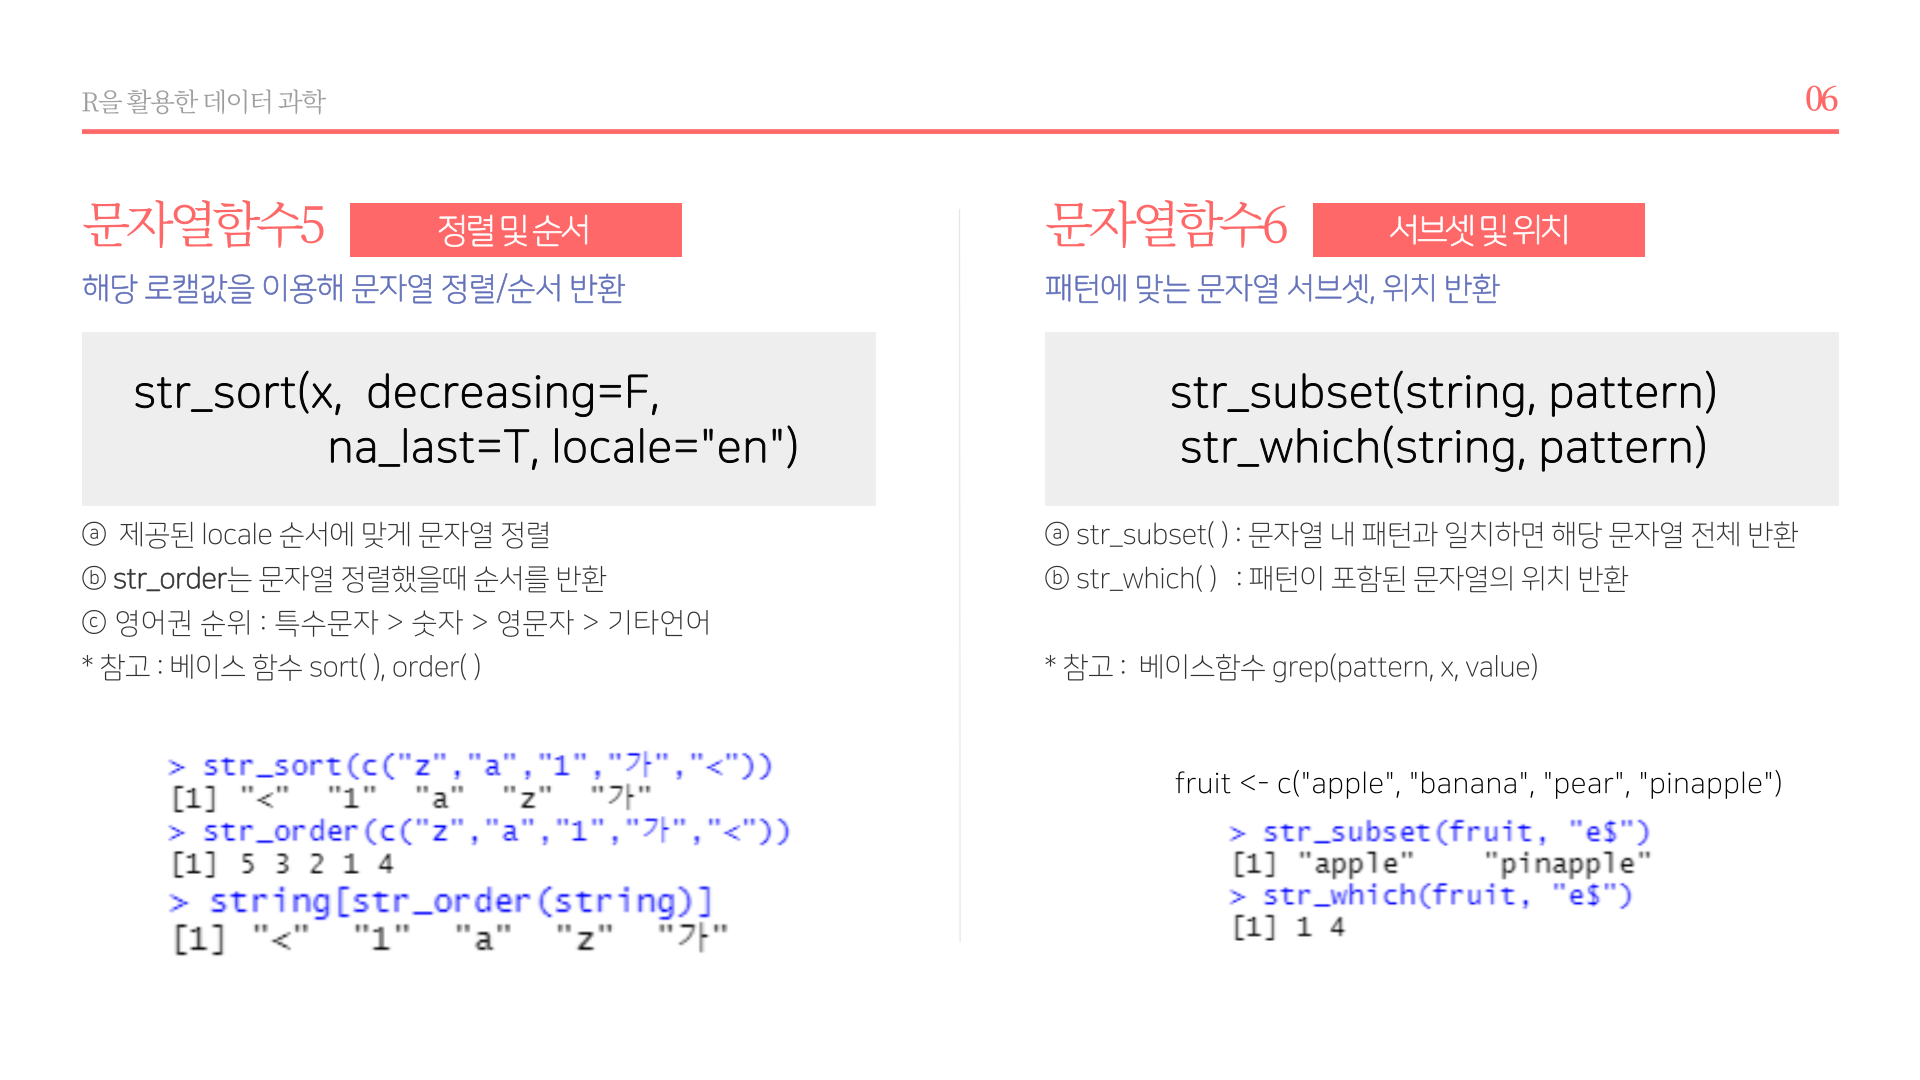 R을 활용한 데이터 과학
06
문자열함수5
정렬 및 순서
해당 로캘값을 이용해 문자열 정렬/순서 반환
str_sort(x, decreasing=F,
na_last=T, locale="en")
ⓐ 제공된 locale 순서에 맞게 문자열 정렬
ⓑ str_order는 문자열 정렬했을때 순서를 반환
ⓒ 영어권 순위 : 특수문자 > 숫자 > 영문자 > 기타언어
* 참고 : 베이스 함수 sort( ), order( )
> str_sort(c("z","a","1","가","<"))
[1] "<" "1" "a" "z" "가"
> str_order(c("z","a","1","가","<"))
[1] 5 3 2 1 4
> string[str_order(string)]
[1] "<" "1" "a" "z" "가"
문자열함수6
서브셋 및 위치
패턴에 맞는 문자열 서브셋, 위치 반환
str_subset(string, pattern)
str_which(string, pattern)
ⓐ str_subset( ) : 문자열 내 패턴과 일치하면 해당 문자열 전체 반환
ⓑ str_which( ) : 패턴이 포함된 문자열의 위치 반환
* 참고 : 베이스함수 grep(pattern, x, value)
fruit <- c("apple", "banana", "pear", "pinapple")
> str_subset(fruit, "e$")
[1] "apple" "pinapple"
> str_which(fruit, "e$")
[1] 1 4